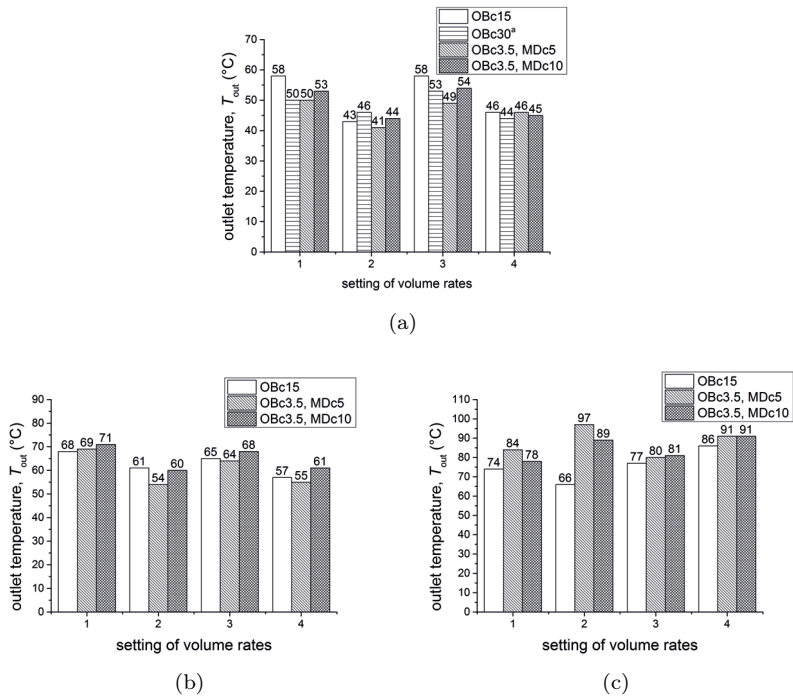 OBc15
OBc30ª
OBc3.5, MDc5
OBc3.5, MDc10
outlet temperature, Tout (°C)
70
60
50
40
30
20
10
0
58 50 50 53
43 46 41 44
58 53 49 54
46 44 46 45
1 2 3 4
setting of volume rates
(a)
OBc15
OBc3.5, MDc5
OBc3.5, MDc10
outlet temperature, Tout (°C)
90
80
70
60
50
40
30
20
10
0
68 69 71
61 54 60
65 64 68
57 55 61
1 2 3 4
setting of volume rates
(b)
OBc15
OBc3.5, MDc5
OBc3.5, MDc10
outlet temperature, Tout (°C)
110
100
90
80
70
60
50
40
30
20
10
0
74 84 78
66 97 89
77 80 81
86 91 91
1 2 3 4
setting of volume rates
(c)